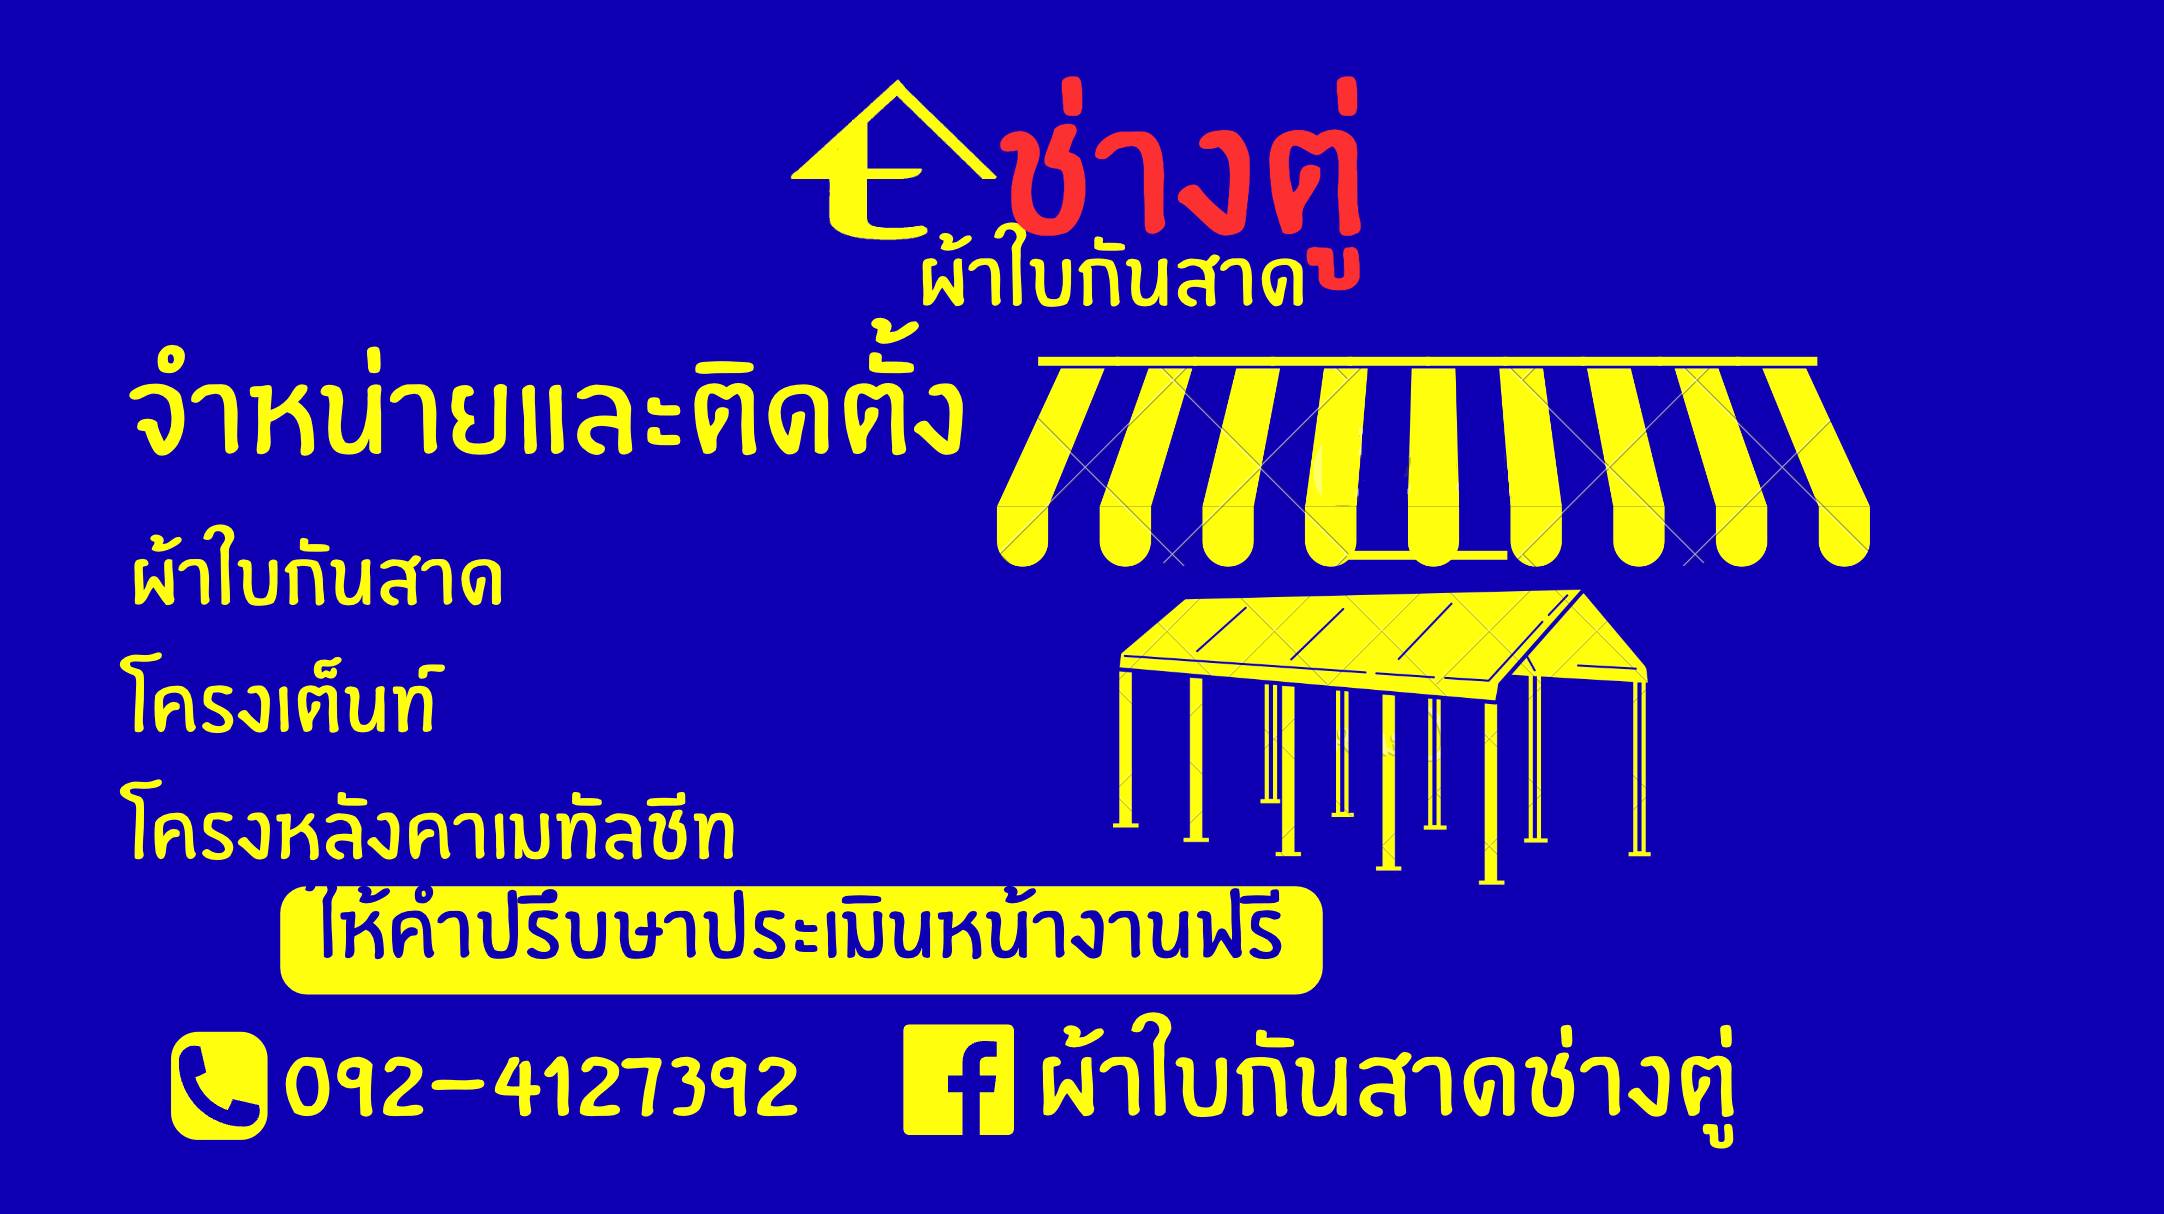 ช่างตู่
ผ้าใบกันสาด
จำหน่ายและติดตั้ง
ผ้าใบกันสาด
โครงเต็นท์
โครงหลังคาเมทัลชีท
ให้คำปรึบษาประเมินหน้างานฟรี
092-4127392
ผ้าใบกันสาดช่างตู่